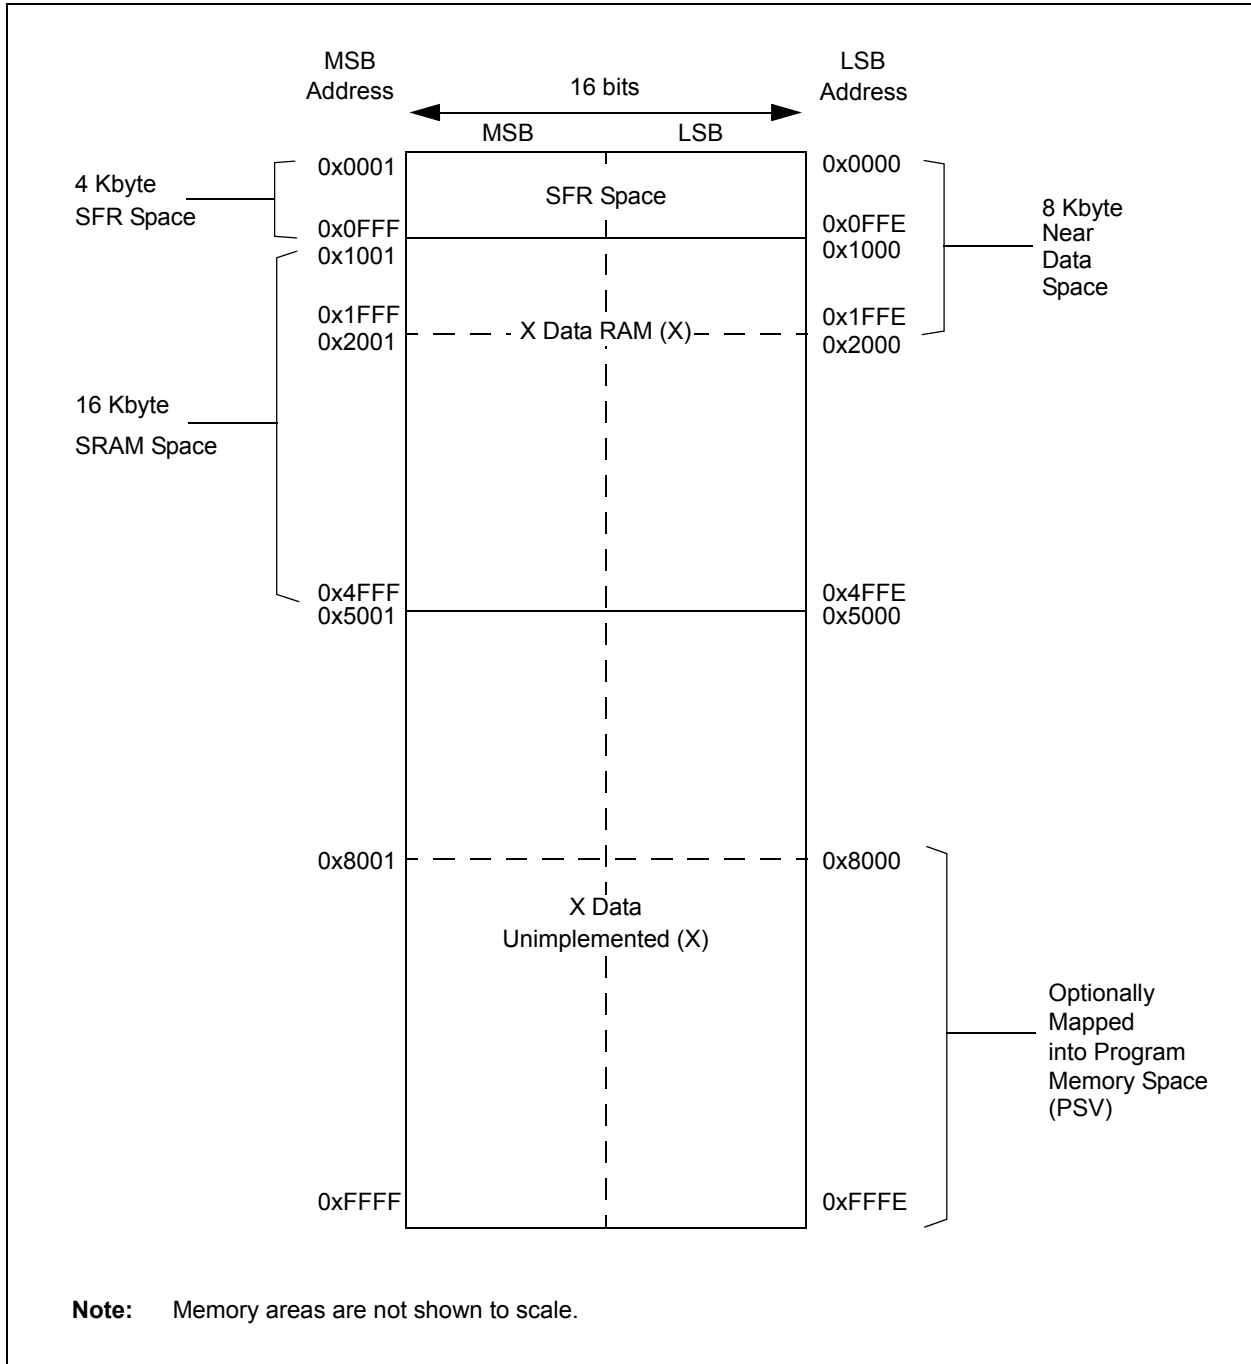 MSB
Address
16 bits
LSB
Address
MSB
LSB
0x0001
0x0000
4 Kbyte
SFR Space
SFR Space
8 Kbyte
Near
Data
Space
0x0FFF
0x0FFE
0x1001
0x1000
0x1FFF
0x1FFE
X Data RAM (X)
0x2001
0x2000
16 Kbyte
SRAM Space
0x4FFF
0x4FFE
0x5001
0x5000
0x8001
0x8000
X Data
Unimplemented (X)
Optionally
Mapped
into Program
Memory Space
(PSV)
0xFFFF
0xFFFE
Note: Memory areas are not shown to scale.